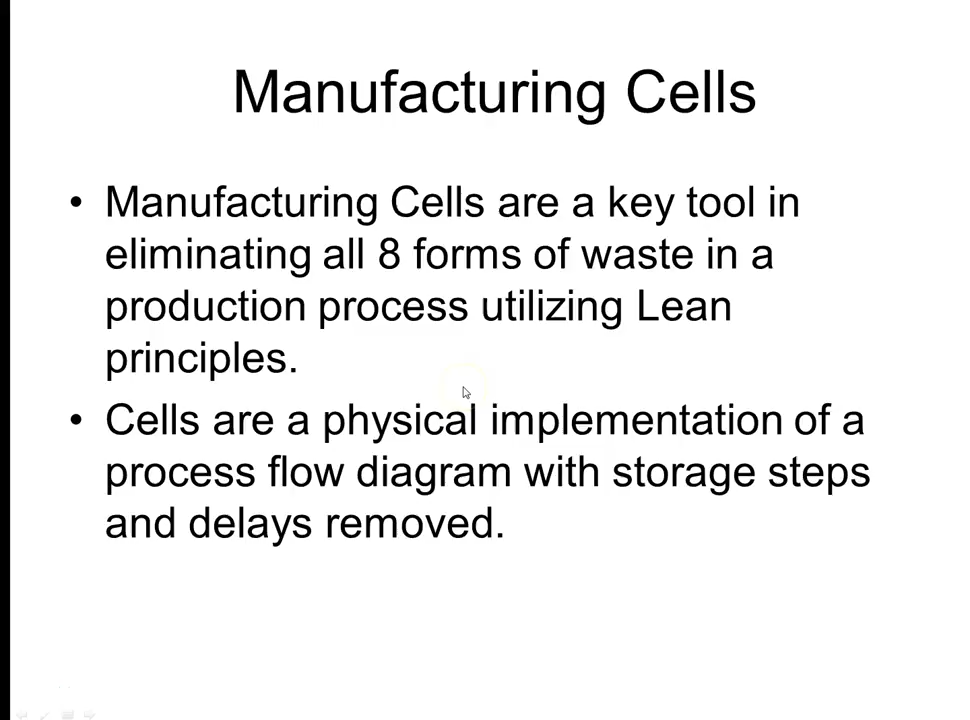 Manufacturing Cells
• Manufacturing Cells are a key tool in
eliminating all 8 forms of waste in a
production process utilizing Lean
principles.
• Cells are a physical implementation of a
process flow diagram with storage steps
and delays removed.